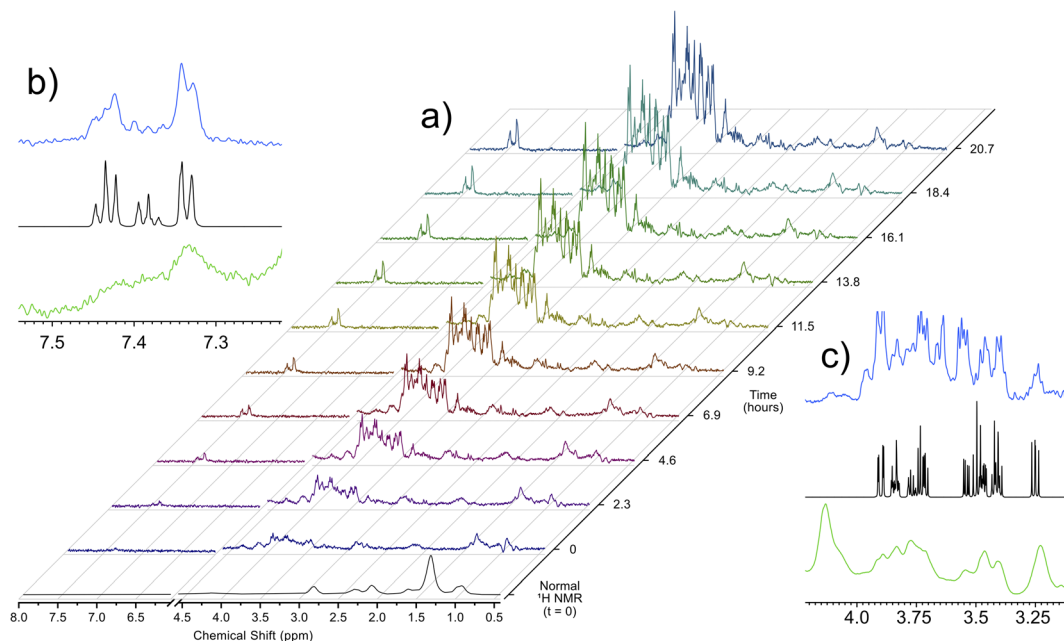 b)
a)
20.7
18.4
16.1
13.8
11.5
9.2
Time
(hours)
6.9
4.6
2.3
0
Normal
¹H NMR
(t = 0)
7.5 7.4 7.3
c)
4.0 3.75 3.5 3.25
8.0 7.0 6.0 4.5 4.0 3.5 3.0 2.5 2.0 1.5 1.0 0.5
Chemical Shift (ppm)